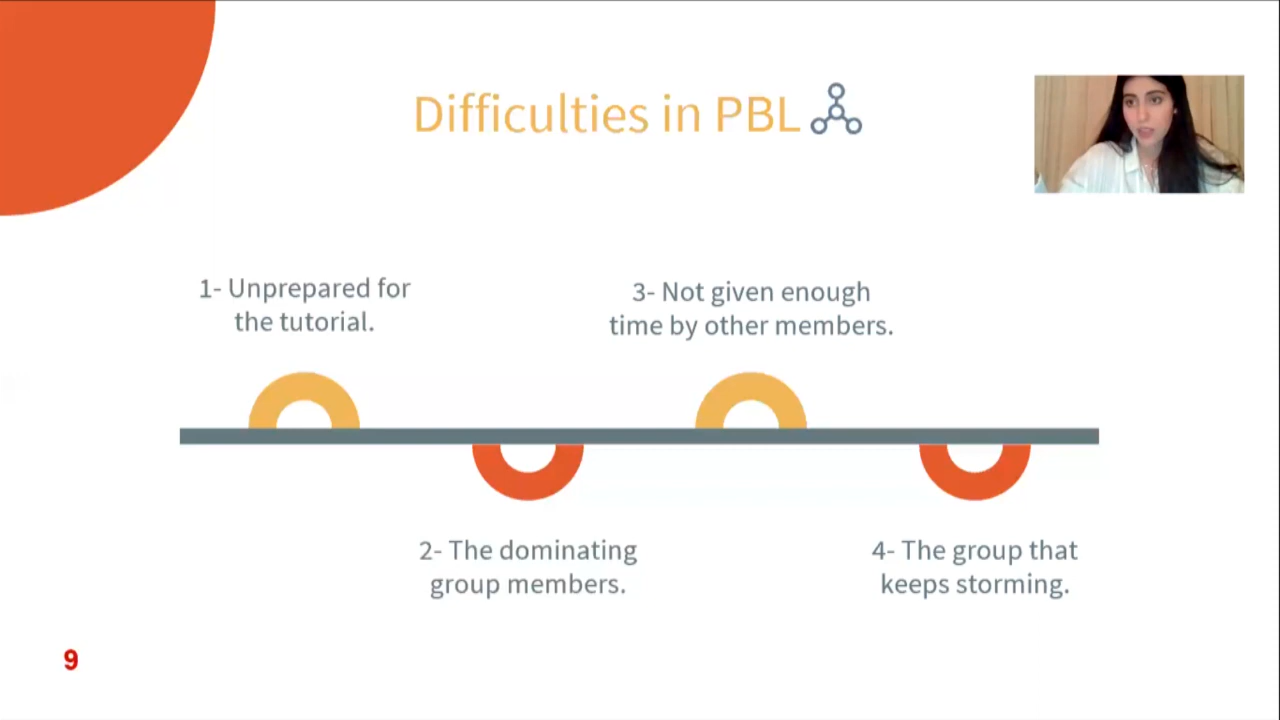 Difficulties in PBL
1- Unprepared for
the tutorial.
3- Not given enough
time by other members.
2- The dominating
group members.
4- The group that
keeps storming.
9